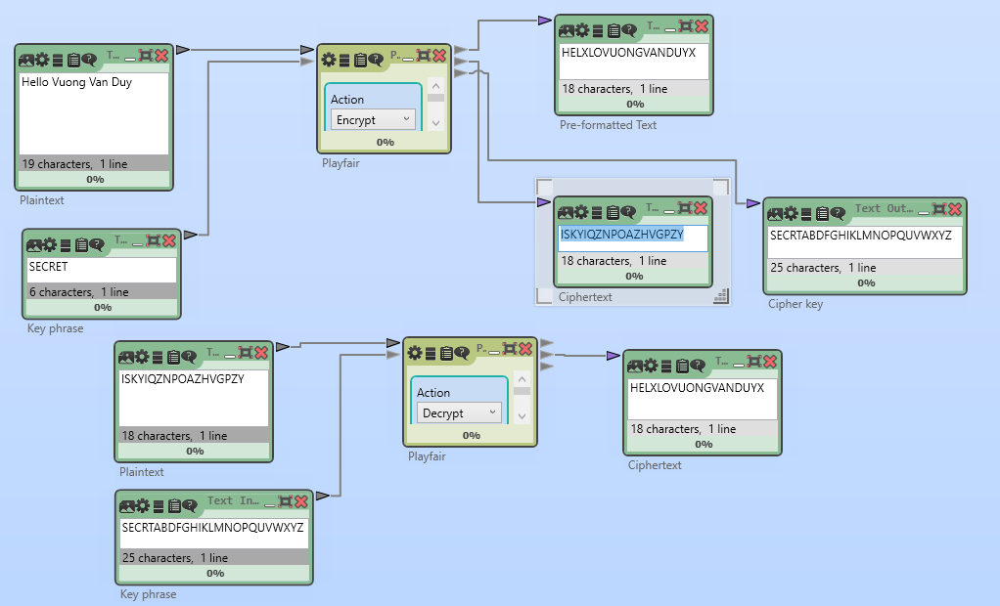 T...
Hello Vuong Van Duy
19 characters, 1 line
0%
Plaintext
P..
Action
Encrypt
0%
Playfair
T...
HELXLOVUONGVANDUYX
18 characters, 1 line
0%
Pre-formatted Text
T...
SECRET
6 characters, 1 line
0%
Key phrase
T...
ISKYIQZNPOAZHVGPZY
18 characters, 1 line
0%
Ciphertext
Text Out...
SECRTABDFGHIKLMNOPQUVWXYZ
25 characters, 1 line
0%
Cipher key
T...
ISKYIQZNPOAZHVGPZY
18 characters, 1 line
0%
Plaintext
P..
Action
Decrypt
0%
Playfair
T...
HELXLOVUONGVANDUYX
18 characters, 1 line
0%
Ciphertext
Text In...
SECRTABDFGHIKLMNOPQUVWXYZ
25 characters, 1 line
0%
Key phrase